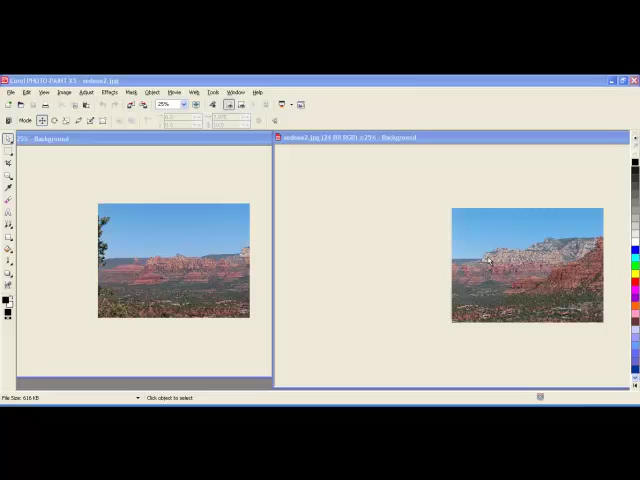 Corel PHOTO-PAINT X5 - sedona2.jpg
File Edit View Image Adjust Effects Mask Object Movie Web Tools Window Help
25%
Mode
25% - Background
sedona2.jpg (24-Bit RGB) @ 25% - Background
File Size: 616 KB
Click object to select